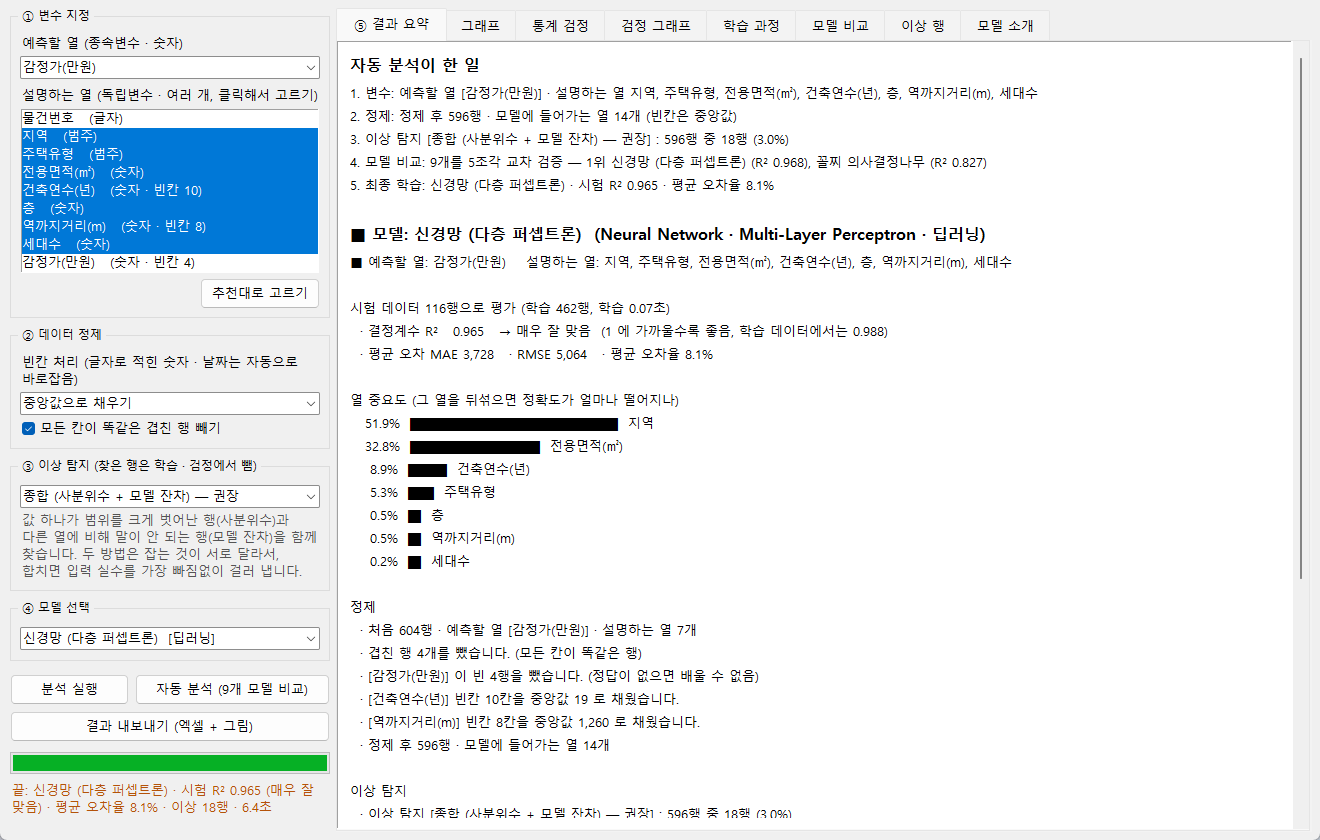 ① 변수 지정
예측할 열 (종속변수 · 숫자)
감정가(만원)
설명하는 열 (독립변수 · 여러 개, 클릭해서 고르기)
물건번호 (글자)
지역 (범주)
주택유형 (범주)
전용면적(㎡) (숫자)
건축연수(년) (숫자 · 빈칸 10)
층 (숫자)
역까지거리(m) (숫자 · 빈칸 8)
세대수 (숫자)
감정가(만원) (숫자 · 빈칸 4)
추천대로 고르기
② 데이터 정제
빈칸 처리 (글자로 적힌 숫자 · 날짜는 자동으로
바로잡음)
중앙값으로 채우기
모든 칸이 똑같은 겹친 행 빼기
③ 이상 탐지 (찾은 행은 학습 · 검정에서 뺌)
종합 (사분위수 + 모델 잔차) — 권장
값 하나가 범위를 크게 벗어난 행(사분위수)과
다른 열에 비해 말이 안 되는 행(모델 잔차)을 함께
찾습니다. 두 방법은 잡는 것이 서로 달라서,
합치면 입력 실수를 가장 빠짐없이 걸러 냅니다.
④ 모델 선택
신경망 (다층 퍼셉트론) [딥러닝]
분석 실행
자동 분석 (9개 모델 비교)
결과 내보내기 (엑셀 + 그림)
끝: 신경망 (다층 퍼셉트론) · 시험 R² 0.965 (매우 잘
맞음) · 평균 오차율 8.1% · 이상 18행 · 6.4초
⑤ 결과 요약
그래프
통계 검정
검정 그래프
학습 과정
모델 비교
이상 행
모델 소개
자동 분석이 한 일
1. 변수: 예측할 열 [감정가(만원)] · 설명하는 열 지역, 주택유형, 전용면적(㎡), 건축연수(년), 층, 역까지거리(m), 세대수
2. 정제: 정제 후 596행 · 모델에 들어가는 열 14개 (빈칸은 중앙값)
3. 이상 탐지 [종합 (사분위수 + 모델 잔차) — 권장] : 596행 중 18행 (3.0%)
4. 모델 비교: 9개를 5조각 교차 검증 — 1위 신경망 (다층 퍼셉트론) (R² 0.968), 꼴찌 의사결정나무 (R² 0.827)
5. 최종 학습: 신경망 (다층 퍼셉트론) · 시험 R² 0.965 · 평균 오차율 8.1%
■ 모델: 신경망 (다층 퍼셉트론) (Neural Network · Multi-Layer Perceptron · 딥러닝)
■ 예측할 열: 감정가(만원) 설명하는 열: 지역, 주택유형, 전용면적(㎡), 건축연수(년), 층, 역까지거리(m), 세대수
시험 데이터 116행으로 평가 (학습 462행, 학습 0.07초)
· 결정계수 R² 0.965 → 매우 잘 맞음 (1 에 가까울수록 좋음, 학습 데이터에서는 0.988)
· 평균 오차 MAE 3,728 · RMSE 5,064 · 평균 오차율 8.1%
열 중요도 (그 열을 뒤섞으면 정확도가 얼마나 떨어지나)
51.9% 지역
32.8% 전용면적(㎡)
8.9% 건축연수(년)
5.3% 주택유형
0.5% 층
0.5% 역까지거리(m)
0.2% 세대수
정제
· 처음 604행 · 예측할 열 [감정가(만원)] · 설명하는 열 7개
· 겹친 행 4개를 뺐습니다. (모든 칸이 똑같은 행)
· [감정가(만원)] 이 빈 4행을 뺐습니다. (정답이 없으면 배울 수 없음)
· [건축연수(년)] 빈칸 10칸을 중앙값 19 로 채웠습니다.
· [역까지거리(m)] 빈칸 8칸을 중앙값 1,260 로 채웠습니다.
· 정제 후 596행 · 모델에 들어가는 열 14개
이상 탐지
· 이상 탐지 [종합 (사분위수 + 모델 잔차) — 권장] : 596행 중 18행 (3.0%)